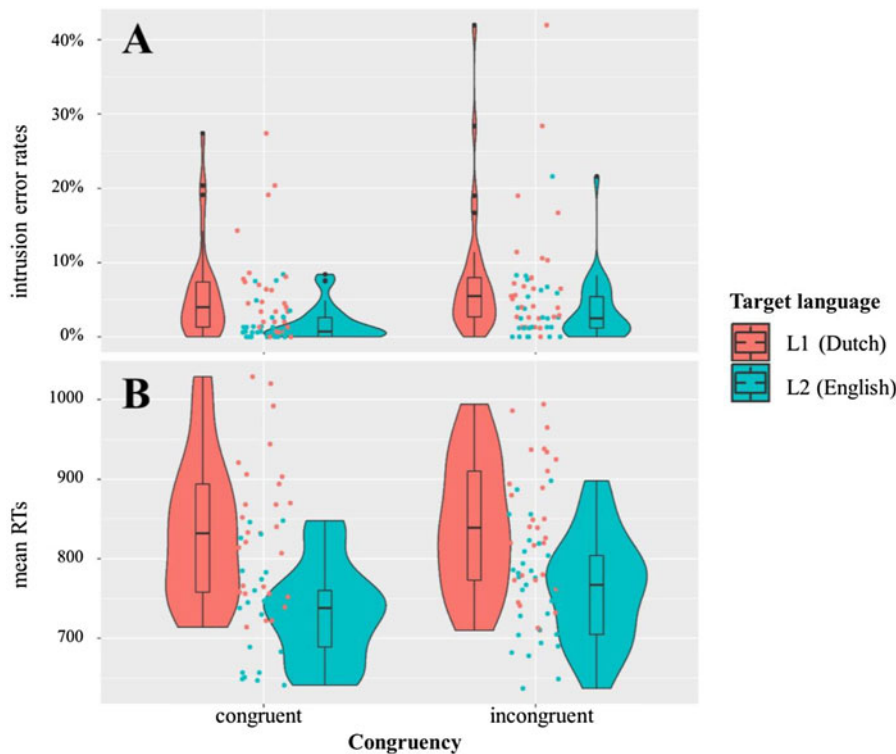 A
40%
30%
20%
10%
0%
intrusion error rates
B
1000
900
800
700
mean RTs
congruent
incongruent
Congruency
Target language
L1 (Dutch)
L2 (English)